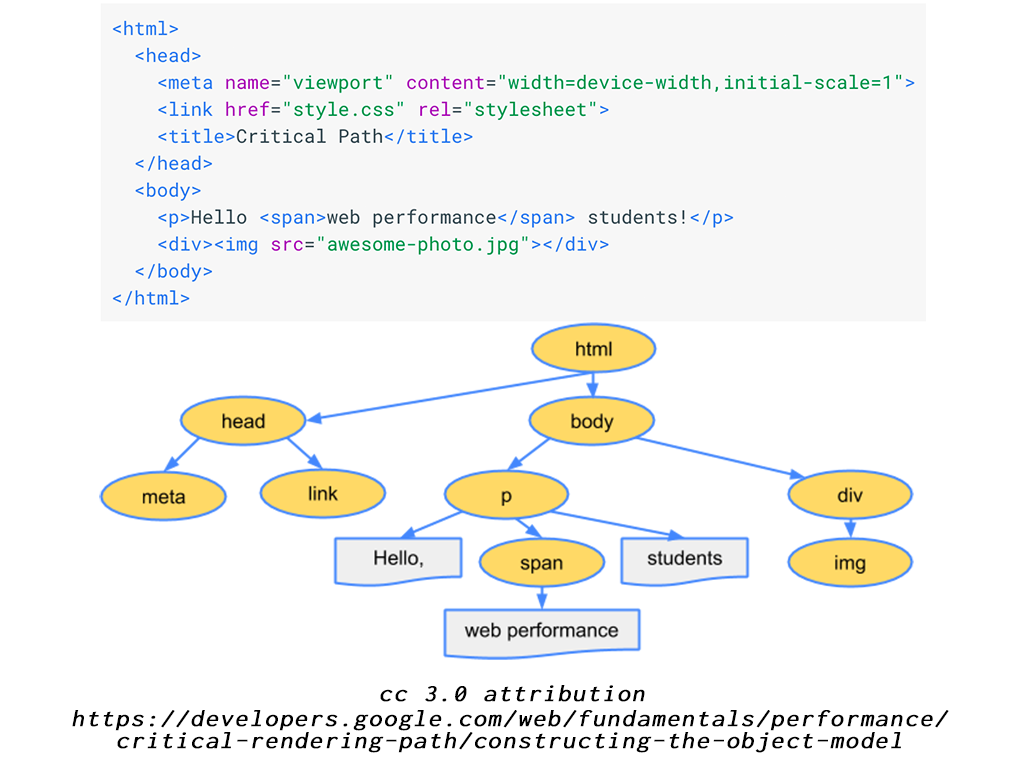 <html>
<head>
<meta name="viewport" content="width=device-width,initial-scale=1">
<link href="style.css" rel="stylesheet">
<title>Critical Path</title>
</head>
<body>
<p>Hello <span>web performance</span> students!</p>
<div><img src="awesome-photo.jpg"></div>
</body>
</html>
html
head
body
meta
link
p
div
Hello,
span
students
img
web performance
cc 3.0 attribution
https://developers.google.com/web/fundamentals/performance/
critical-rendering-path/constructing-the-object-model